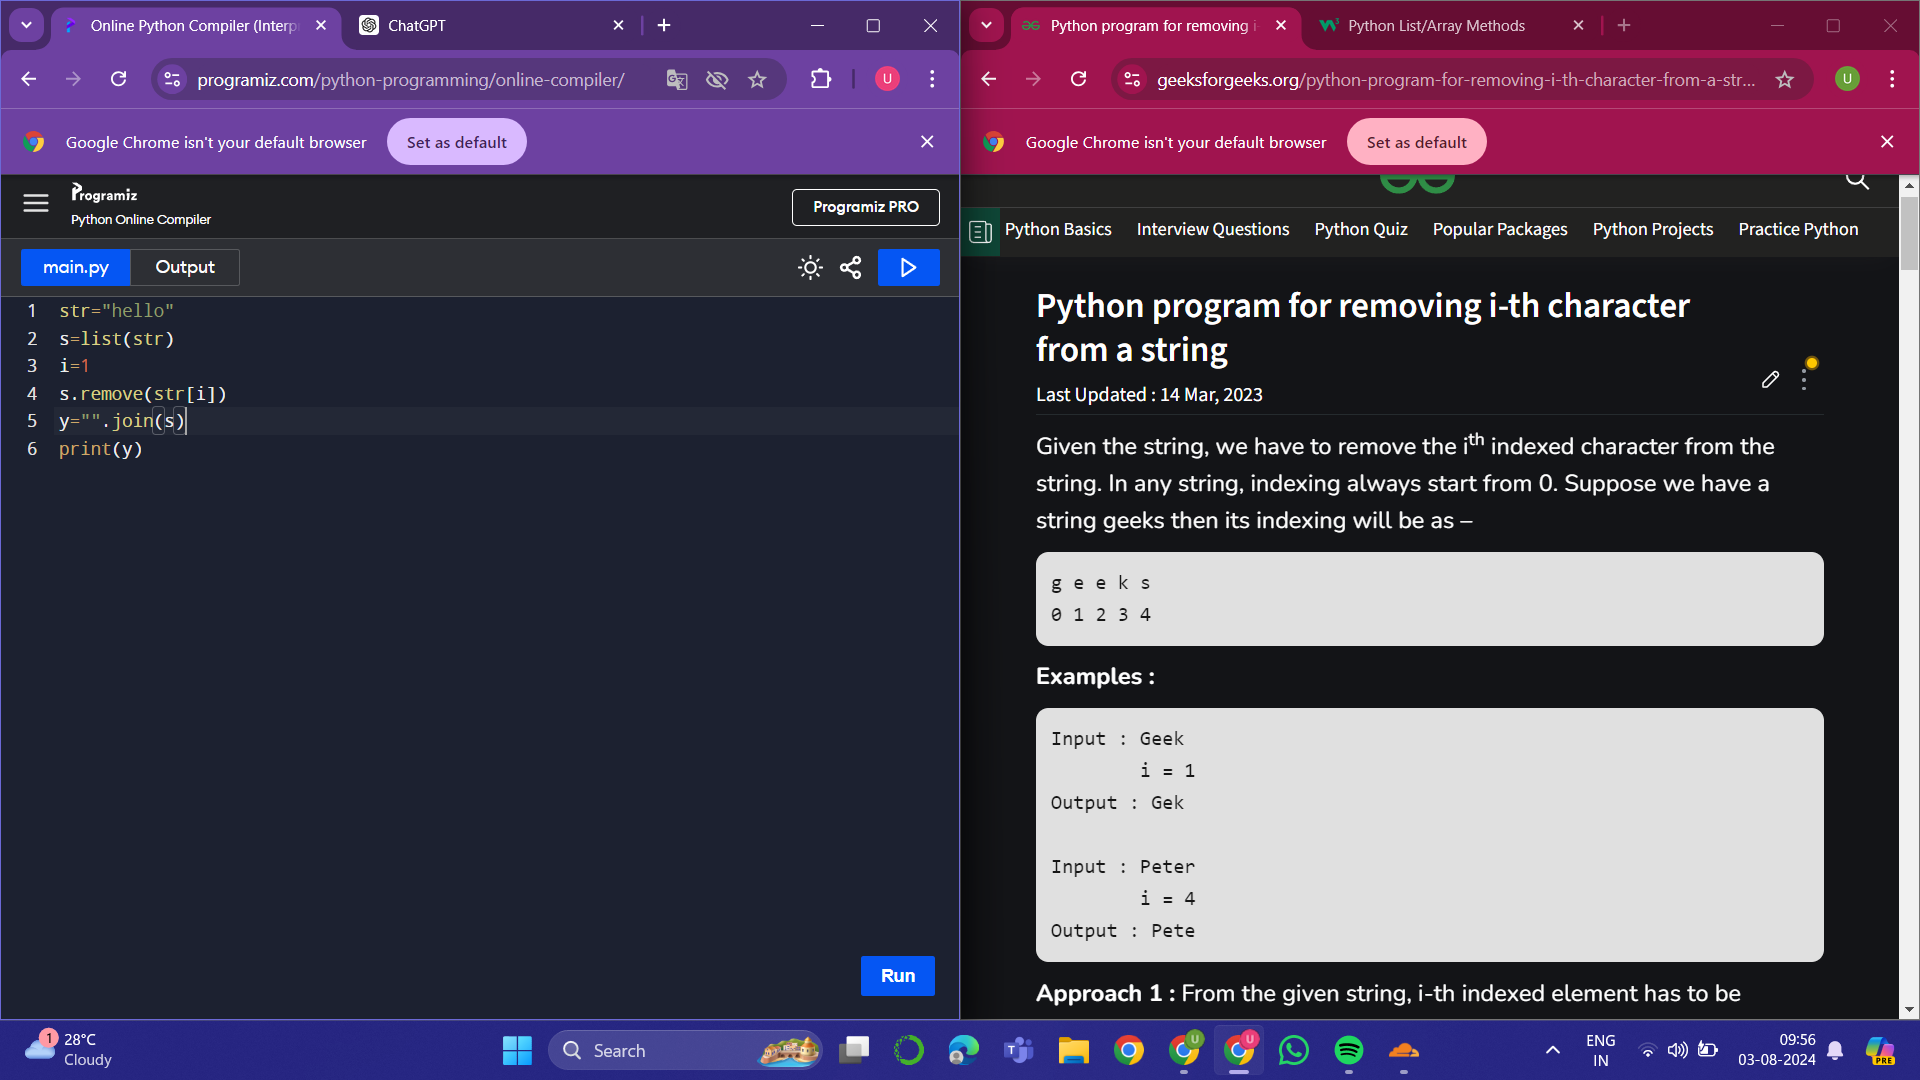 Online Python Compiler (Interp
ChatGPT
programiz.com/python-programming/online-compiler/
U
Google Chrome isn't your default browser
Set as default
Programiz
Python Online Compiler
Programiz PRO
main.py
Output
1 str="hello"
2 s=list(str)
3 i=1
4 s.remove(str[i])
5 y="".join(s)
6 print(y)
Run
Python program for removing i
Python List/Array Methods
geeksforgeeks.org/python-program-for-removing-i-th-character-from-a-str...
U
Google Chrome isn't your default browser
Set as default
Python Basics
Interview Questions
Python Quiz
Popular Packages
Python Projects
Practice Python
Python program for removing i-th character
from a string
Last Updated : 14 Mar, 2023
Given the string, we have to remove the ith indexed character from the
string. In any string, indexing always start from 0. Suppose we have a
string geeks then its indexing will be as –
g e e k s
0 1 2 3 4
Examples :
Input : Geek
i = 1
Output : Gek
Input : Peter
i = 4
Output : Pete
Approach 1 : From the given string, i-th indexed element has to be
1
28°C
Cloudy
Search
U
U
ENG
IN
09:56
03-08-2024
PRE